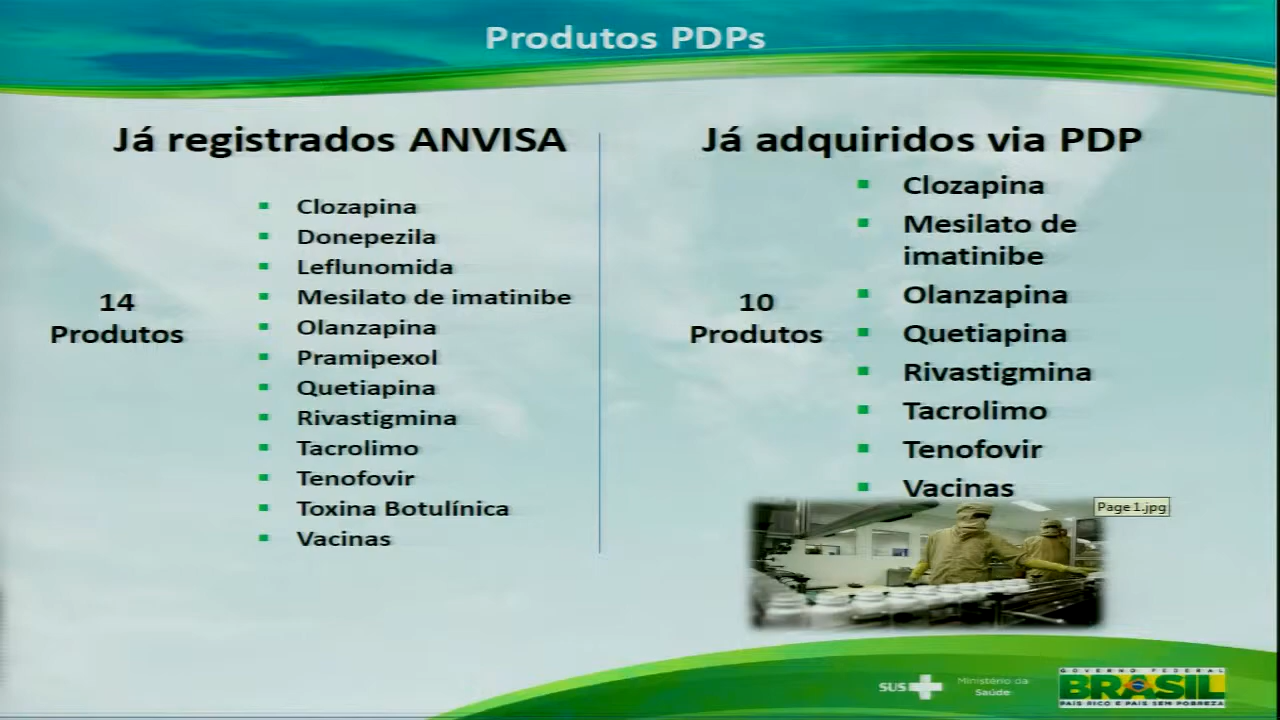 Produtos PDPs
Já registrados ANVISA
14
Produtos
Clozapina
Donepezila
Leflunomida
Mesilato de imatinibe
Olanzapina
Pramipexol
Quetiapina
Rivastigmina
Tacrolimo
Tenofovir
Toxina Botulínica
Vacinas
Já adquiridos via PDP
10
Produtos
Clozapina
Mesilato de
imatinibe
Olanzapina
Quetiapina
Rivastigmina
Tacrolimo
Tenofovir
Vacinas
Page 1.jpg
SUS
Ministério da
Saúde
GOVERNO FEDERAL
BRASIL
PAÍS RICO É PAÍS SEM POBREZA